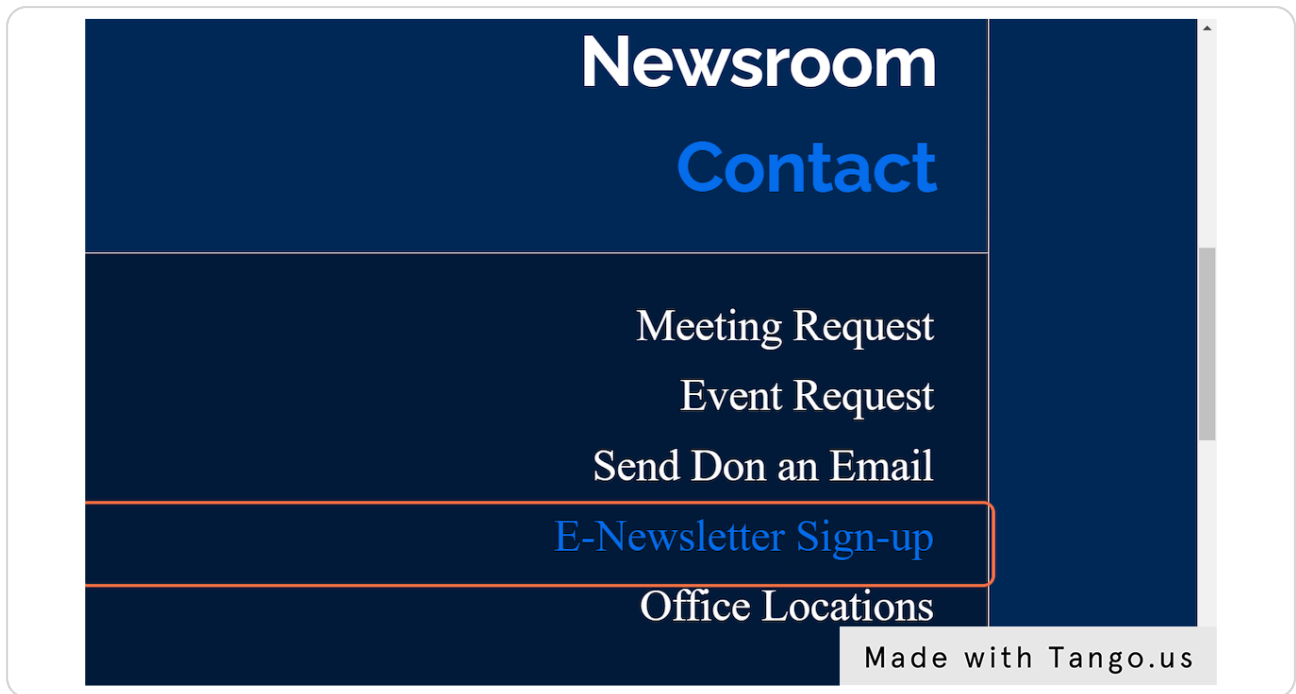 Newsroom
Contact
Meeting Request
Event Request
Send Don an Email
E-Newsletter Sign-up
Office Locations
Made with Tango.us